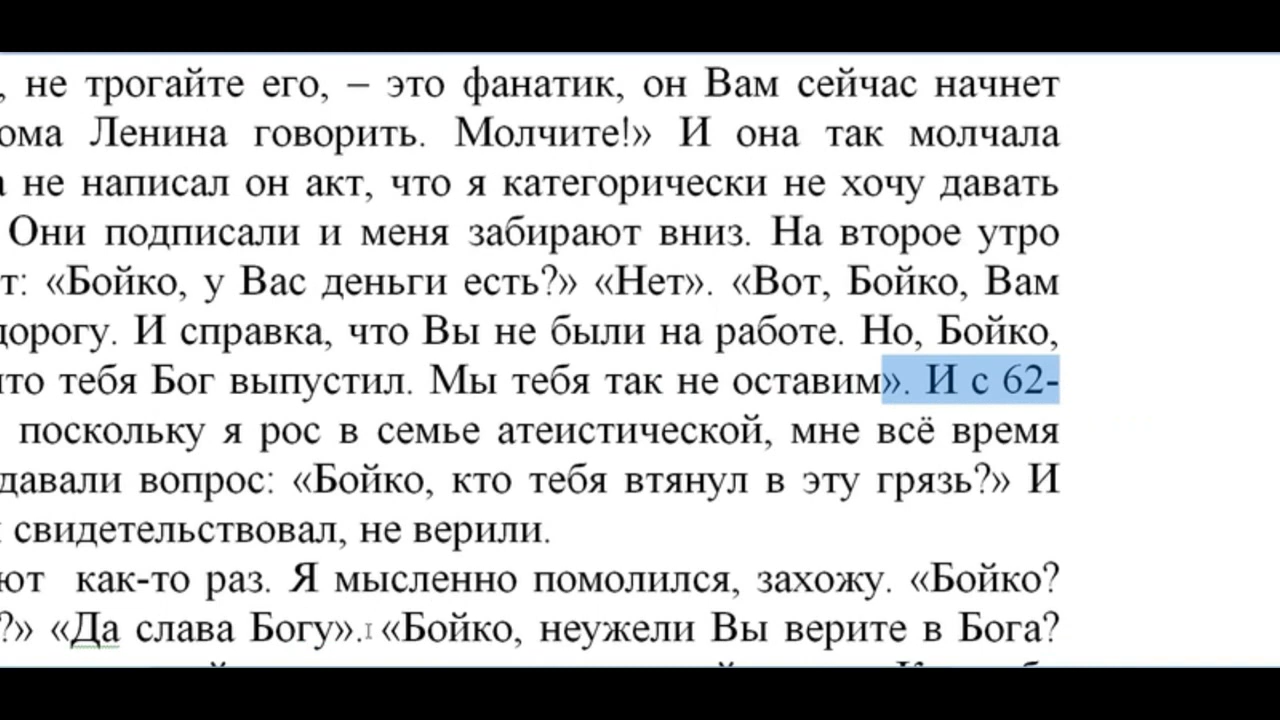 , не трогайте его, – это фанатик, он Вам сейчас начнет
Ленина говорить. Молчите!» И она так молчала
не написал он акт, что я категорически не хочу давать
Они подписали и меня забирают вниз. На второе утро
т: «Бойко, у Вас деньги есть?» «Нет». «Вот, Бойко, Вам
дорогу. И справка, что Вы не были на работе. Но, Бойко,
что тебя Бог выпустил. Мы тебя так не оставим». И с 62-
поскольку я рос в семье атеистической, мне всё время
давали вопрос: «Бойко, кто тебя втянул в эту грязь?» И
свидетельствовал, не верили.
ют как-то раз. Я мысленно помолился, захожу. «Бойко?
?» «Да слава Богу». «Бойко, неужели Вы верите в Бога?